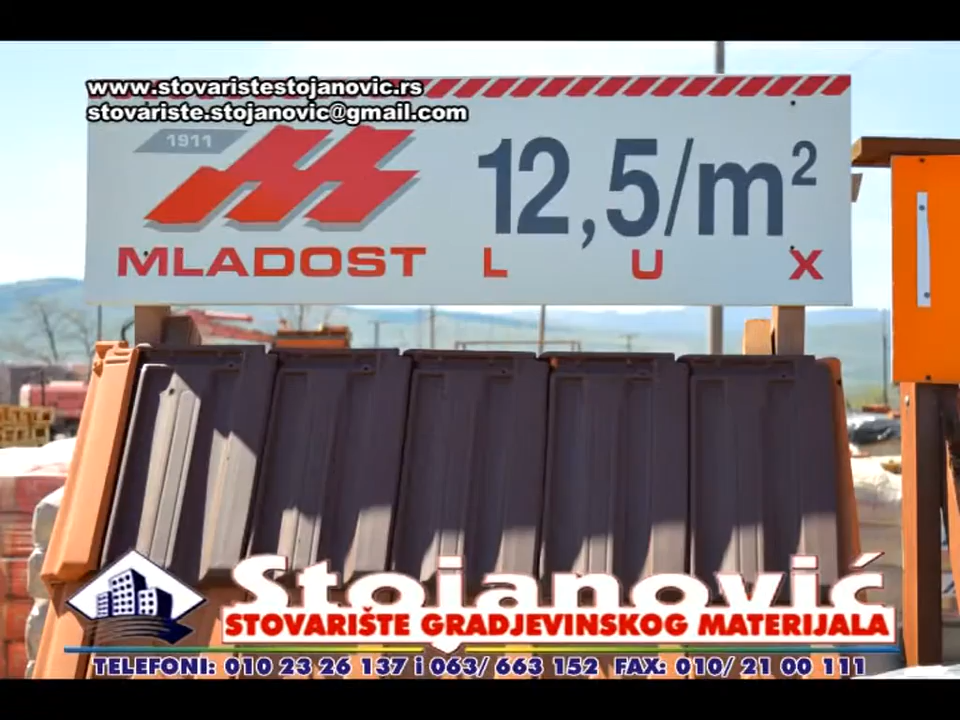 www.stovaristestojanovic.rs
stovariste.stojanovic@gmail.com
1911
MLADOST
12,5/m²
LUX
Stojanović
STOVARIŠTE GRADJEVINSKOG MATERIJALA
TELEFONI: 010 23 26 137 i 063/ 663 152 FAX: 010/ 21 00 111